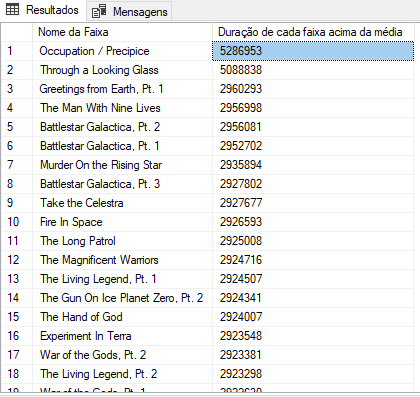 Resultados Mensagens
Nome da Faixa Duração de cada faixa acima da média
1 Occupation / Precipice 5286953
2 Through a Looking Glass 5088838
3 Greetings from Earth, Pt. 1 2960293
4 The Man With Nine Lives 2956998
5 Battlestar Galactica, Pt. 2 2956081
6 Battlestar Galactica, Pt. 1 2952702
7 Murder On the Rising Star 2935894
8 Battlestar Galactica, Pt. 3 2927802
9 Take the Celestra 2927677
10 Fire In Space 2926593
11 The Long Patrol 2925008
12 The Magnificent Warriors 2924716
13 The Living Legend, Pt. 1 2924507
14 The Gun On Ice Planet Zero, Pt. 2 2924341
15 The Hand of God 2924007
16 Experiment In Terra 2923548
17 War of the Gods, Pt. 2 2923381
18 The Living Legend, Pt. 2 2923298
19 War of the Gods, Pt. 1